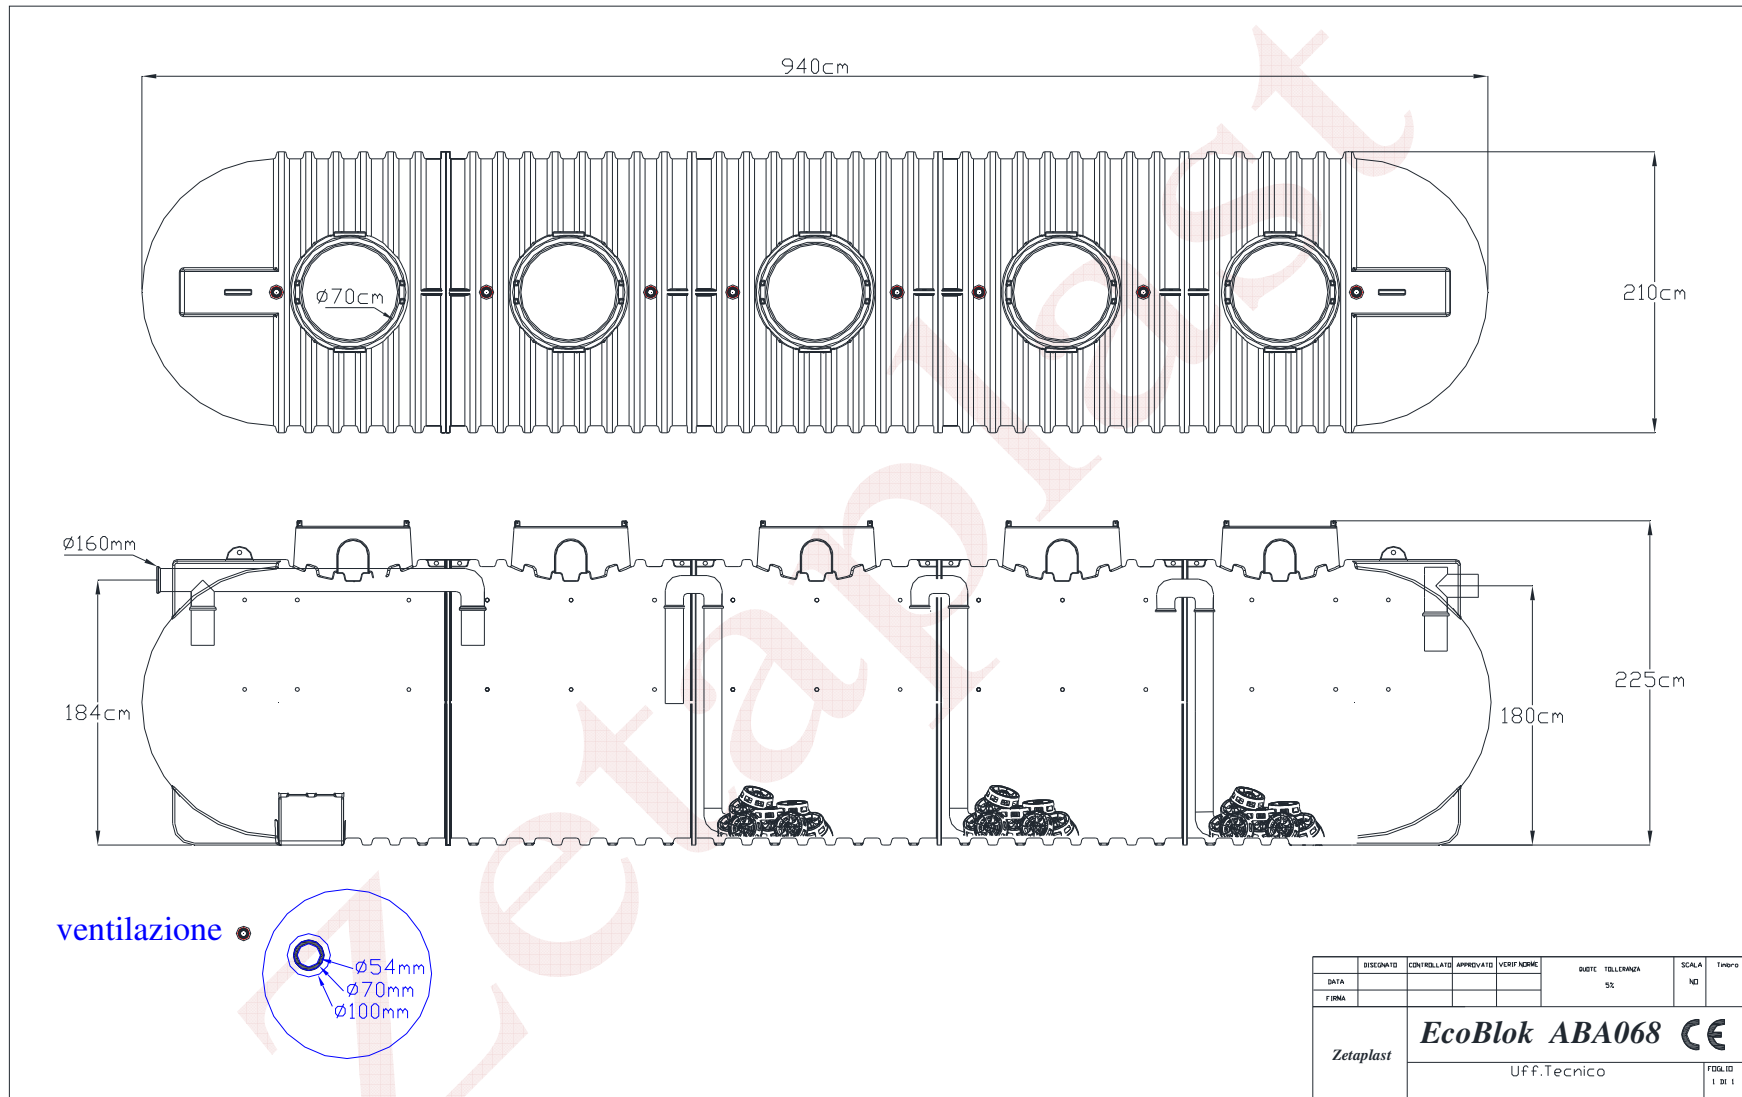 940cm
Ø70cm
210cm
Ø160mm
184cm
225cm
180cm
ventilazione
Ø54mm
Ø70mm
Ø100mm
Zetaplast
DISEGNATO CONTROLLATO APPROVATO VERIF.NORME QUOTE TOLLERANZA SCALA Timbro
DATA 5% NO
FIRMA
EcoBlok ABA068 CE
Zetaplast
Uff.Tecnico
FOGLIO
1 DI 1